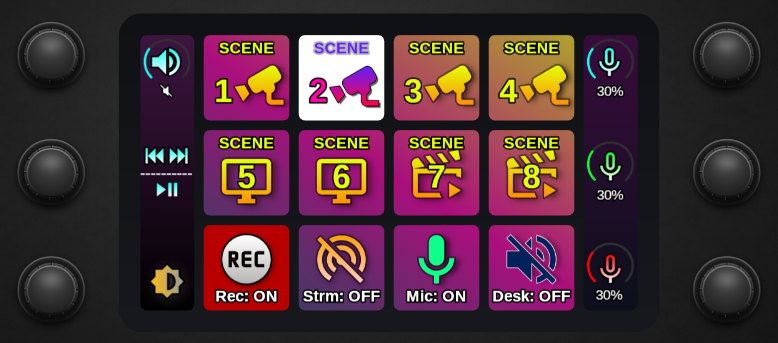 SCENE
1
SCENE
2
SCENE
3
SCENE
4
30%
SCENE
5
SCENE
6
SCENE
7
SCENE
8
30%
REC
Rec: ON
Strm: OFF
Mic: ON
Desk: OFF
30%